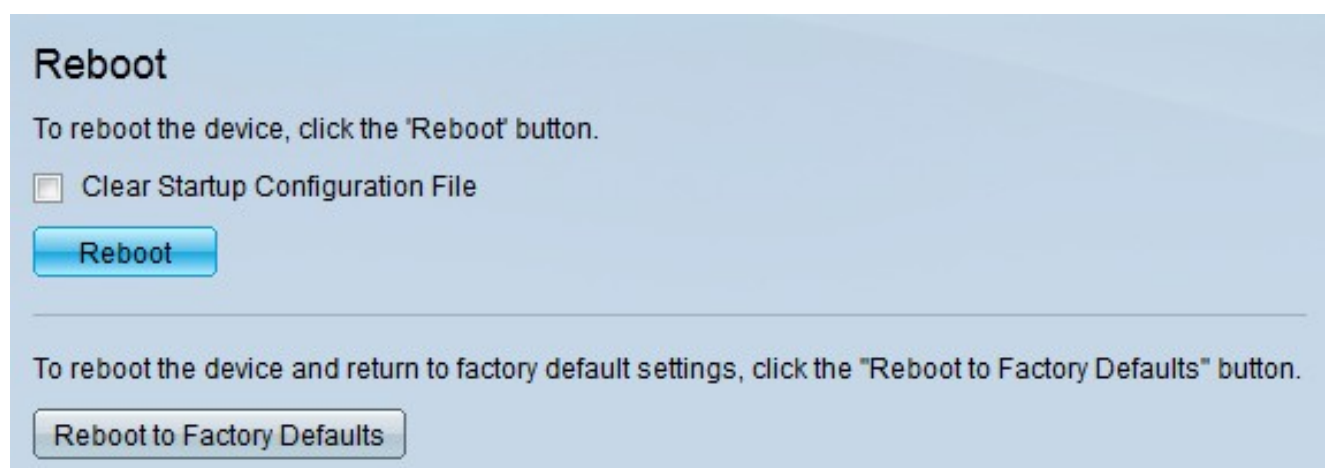 Reboot
To reboot the device, click the 'Reboot' button.
Clear Startup Configuration File
Reboot
To reboot the device and return to factory default settings, click the "Reboot to Factory Defaults" button.
Reboot to Factory Defaults